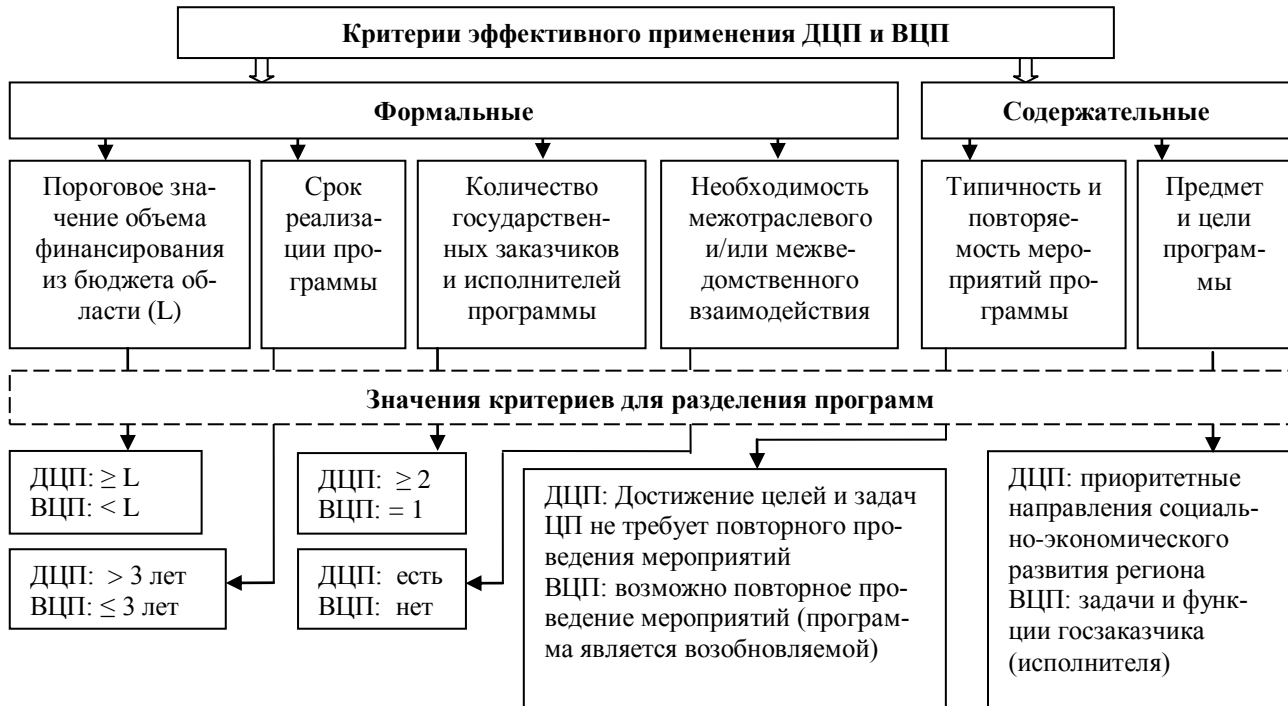 Критерии эффективного применения ДЦП и ВЦП
Формальные
Содержательные
Пороговое зна-
чение объема
финансирования
из бюджета об-
ласти (L)
Срок
реализа-
ции про-
граммы
Количество
государствен-
ных заказчиков
и исполнителей
программы
Необходимость
межотраслевого
и/или межве-
домственного
взаимодействия
Типичность и
повторяе-
мость меро-
приятий про-
граммы
Предмет
и цели
програм-
мы
Значения критериев для разделения программ
ДЦП: ≥ L
ВЦП: < L
ДЦП: > 3 лет
ВЦП: ≤ 3 лет
ДЦП: ≥ 2
ВЦП: = 1
ДЦП: есть
ВЦП: нет
ДЦП: Достижение целей и задач
ЦП не требует повторного про-
ведения мероприятий
ВЦП: возможно повторное про-
ведение мероприятий (програм-
ма является возобновляемой)
ДЦП: приоритетные
направления социаль-
но-экономического
развития региона
ВЦП: задачи и функ-
ции госзаказчика
(исполнителя)